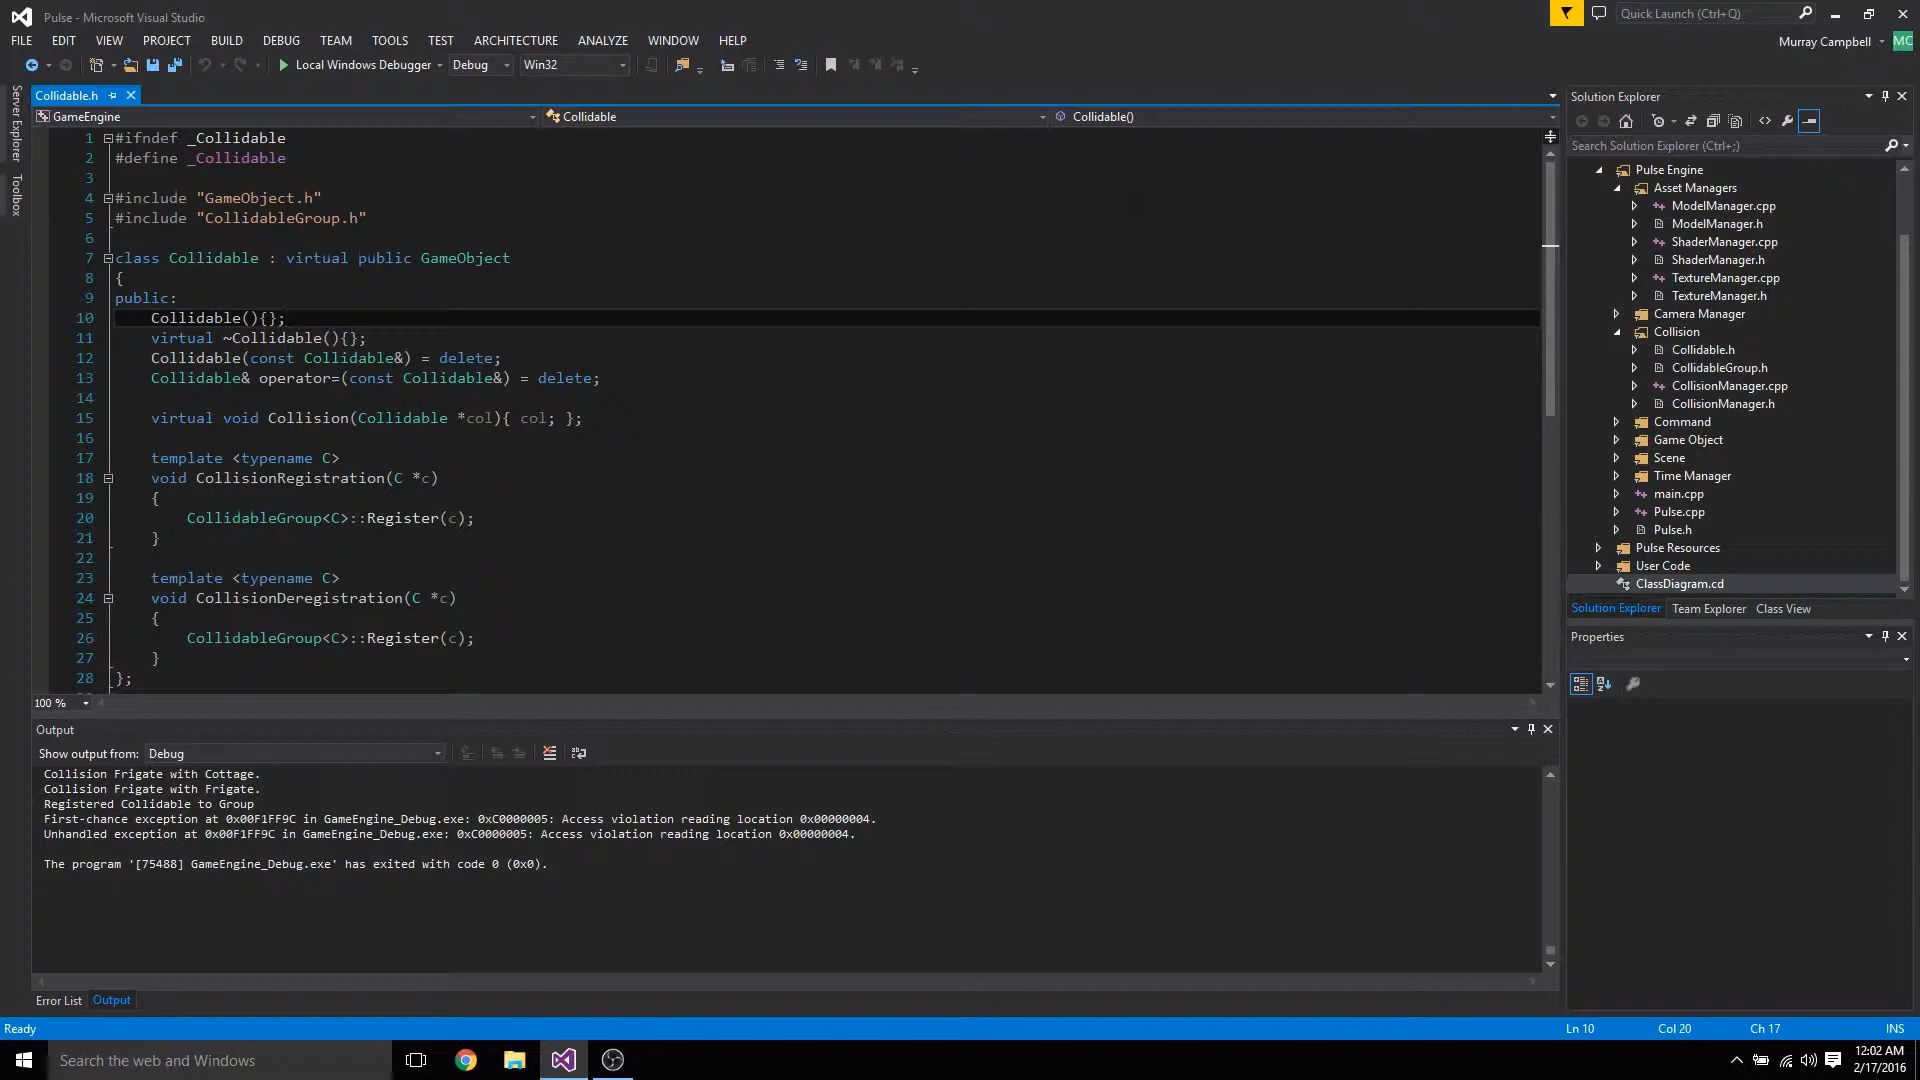 Pulse - Microsoft Visual Studio
Quick Launch (Ctrl+Q)
FILE EDIT VIEW PROJECT BUILD DEBUG TEAM TOOLS TEST ARCHITECTURE ANALYZE WINDOW HELP
Murray Campbell MC
Local Windows Debugger Debug Win32
Server Explorer
Toolbox
Collidable.h
GameEngine Collidable Collidable()
1 #ifndef _Collidable
2 #define _Collidable
3
4 #include "GameObject.h"
5 #include "CollidableGroup.h"
6
7 class Collidable : virtual public GameObject
8 {
9 public:
10 Collidable(){};
11 virtual ~Collidable(){};
12 Collidable(const Collidable&) = delete;
13 Collidable& operator=(const Collidable&) = delete;
14
15 virtual void Collision(Collidable *col){ col; };
16
17 template <typename C>
18 void CollisionRegistration(C *c)
19 {
20 CollidableGroup<C>::Register(c);
21 }
22
23 template <typename C>
24 void CollisionDeregistration(C *c)
25 {
26 CollidableGroup<C>::Register(c);
27 }
28 };
100 %
Output
Show output from: Debug
Collision Frigate with Cottage.
Collision Frigate with Frigate.
Registered Collidable to Group
First-chance exception at 0x00F1FF9C in GameEngine_Debug.exe: 0xC0000005: Access violation reading location 0x00000004.
Unhandled exception at 0x00F1FF9C in GameEngine_Debug.exe: 0xC0000005: Access violation reading location 0x00000004.
The program '[75488] GameEngine_Debug.exe' has exited with code 0 (0x0).
Error List Output
Solution Explorer
Search Solution Explorer (Ctrl+;)
Pulse Engine
Asset Managers
ModelManager.cpp
ModelManager.h
ShaderManager.cpp
ShaderManager.h
TextureManager.cpp
TextureManager.h
Camera Manager
Collision
Collidable.h
CollidableGroup.h
CollisionManager.cpp
CollisionManager.h
Command
Game Object
Scene
Time Manager
main.cpp
Pulse.cpp
Pulse.h
Pulse Resources
User Code
ClassDiagram.cd
Solution Explorer Team Explorer Class View
Properties
Ready Ln 10 Col 20 Ch 17 INS
Search the web and Windows
12:02 AM
2/17/2016